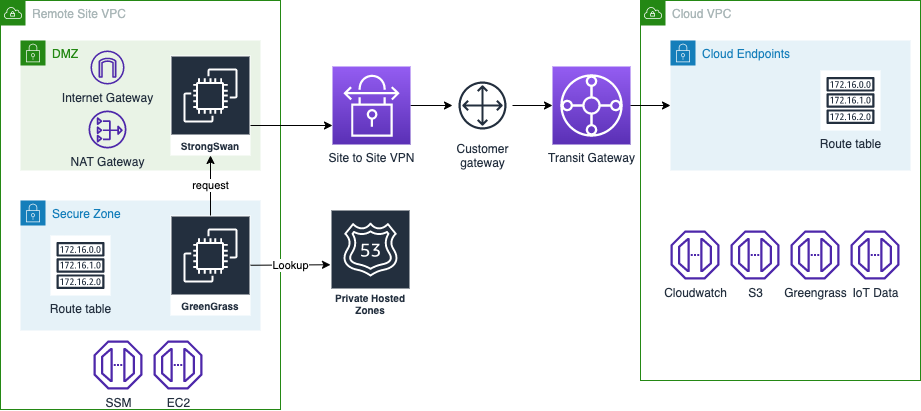 Remote Site VPC
DMZ
Internet Gateway
NAT Gateway
StrongSwan
request
Secure Zone
172.16.0.0
172.16.1.0
172.16.2.0
Route table
GreenGrass
SSM
EC2
Site to Site VPN
Customer
gateway
Transit Gateway
Lookup
53
Private Hosted
Zones
Cloud VPC
Cloud Endpoints
172.16.0.0
172.16.1.0
172.16.2.0
Route table
Cloudwatch
S3
Greengrass
IoT Data